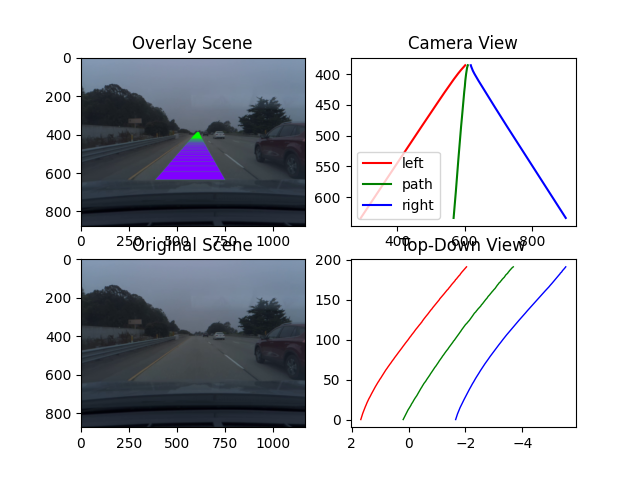 Overlay Scene
0
200
400
600
800
0 250 500 750 1000
Camera View
400
450
500
550
600
left
path
right
400 600 800
Original Scene
0
200
400
600
800
0 250 500 750 1000
Top-Down View
200
150
100
50
0
2 0 −2 −4